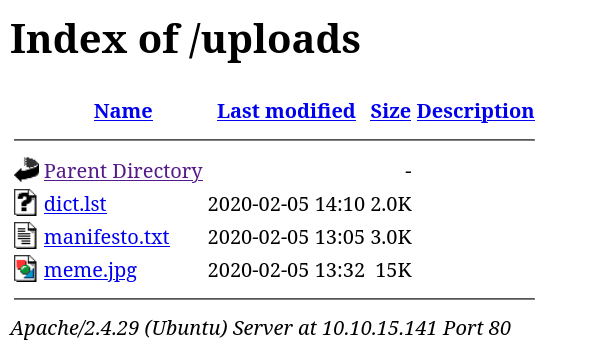 Index of /uploads
Name Last modified Size Description
Parent Directory -
dict.lst 2020-02-05 14:10 2.0K
manifesto.txt 2020-02-05 13:05 3.0K
meme.jpg 2020-02-05 13:32 15K
Apache/2.4.29 (Ubuntu) Server at 10.10.15.141 Port 80